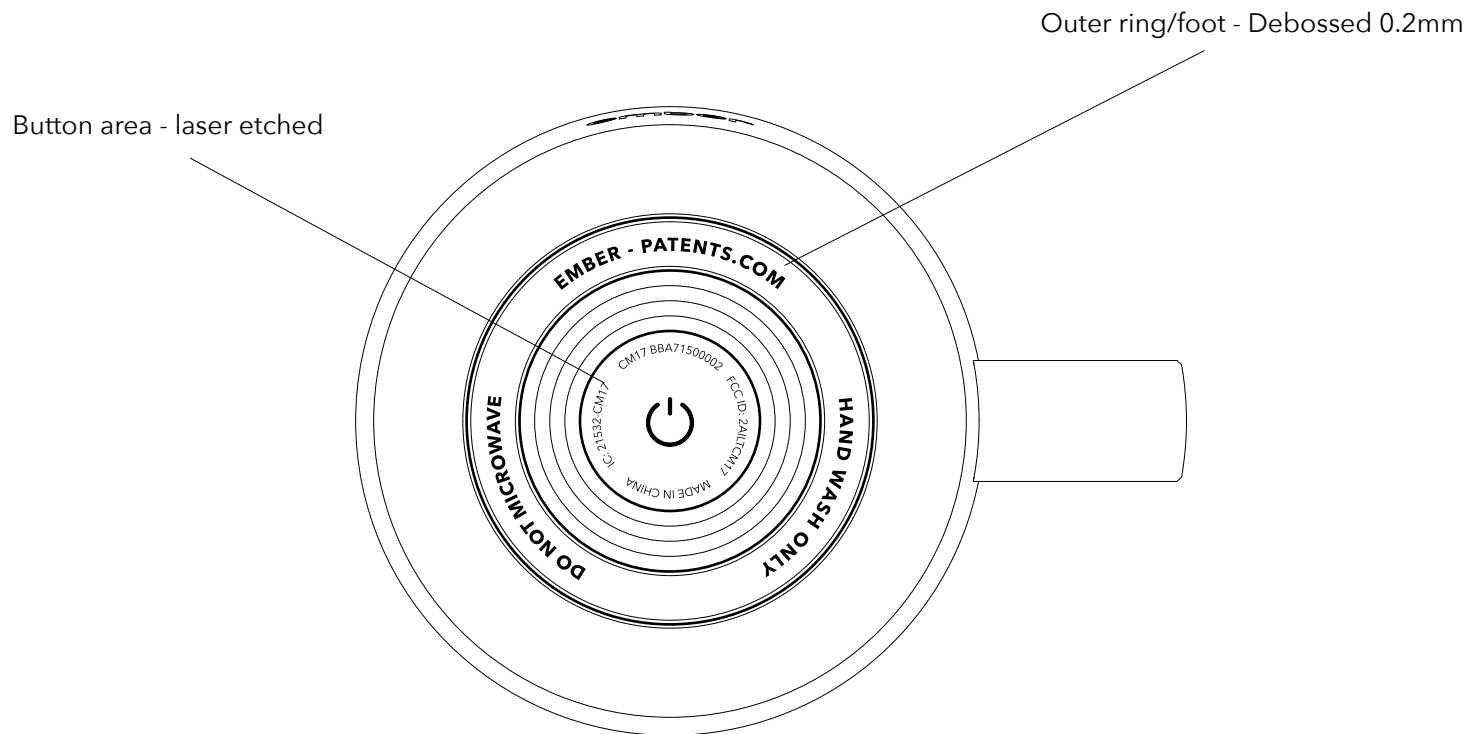 Outer ring/foot - Debossed 0.2mm
Button area - laser etched
ember
EMBER - PATENTS.COM
HAND WASH ONLY
DO NOT MICROWAVE
CM17 BBA71500002
FCC ID: 2AILTCM17
MADE IN CHINA
IC: 21532-CM17